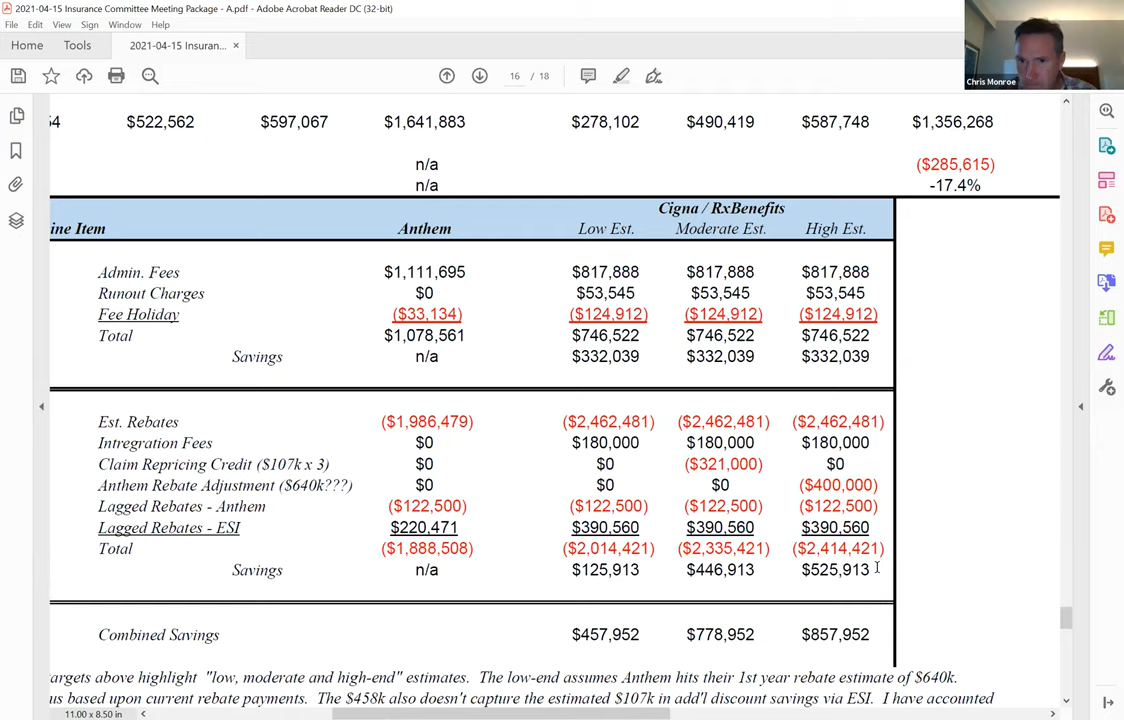 2021-04-15 Insurance Committee Meeting Package - A.pdf - Adobe Acrobat Reader DC (32-bit)
File Edit View Sign Window Help
Home Tools 2021-04-15 Insuran... ×
16 / 18
Chris Monroe
54 $522,562 $597,067 $1,641,883 $278,102 $490,419 $587,748 $1,356,268
n/a ($285,615)
n/a -17.4%
Cigna / RxBenefits
ine Item Anthem Low Est. Moderate Est. High Est.
Admin. Fees $1,111,695 $817,888 $817,888 $817,888
Runout Charges $0 $53,545 $53,545 $53,545
Fee Holiday ($33,134) ($124,912) ($124,912) ($124,912)
Total $1,078,561 $746,522 $746,522 $746,522
Savings n/a $332,039 $332,039 $332,039
Est. Rebates ($1,986,479) ($2,462,481) ($2,462,481) ($2,462,481)
Intregration Fees $0 $180,000 $180,000 $180,000
Claim Repricing Credit ($107k x 3) $0 $0 ($321,000) $0
Anthem Rebate Adjustment ($640k???) $0 $0 $0 ($400,000)
Lagged Rebates - Anthem ($122,500) ($122,500) ($122,500) ($122,500)
Lagged Rebates - ESI $220,471 $390,560 $390,560 $390,560
Total ($1,888,508) ($2,014,421) ($2,335,421) ($2,414,421)
Savings n/a $125,913 $446,913 $525,913
Combined Savings $457,952 $778,952 $857,952
argets above highlight "low, moderate and high-end" estimates. The low-end assumes Anthem hits their 1st year rebate estimate of $640k.
us based upon current rebate payments. The $458k also doesn't capture the estimated $107k in add'l discount savings via ESI. I have accounted
11.00 x 8.50 in